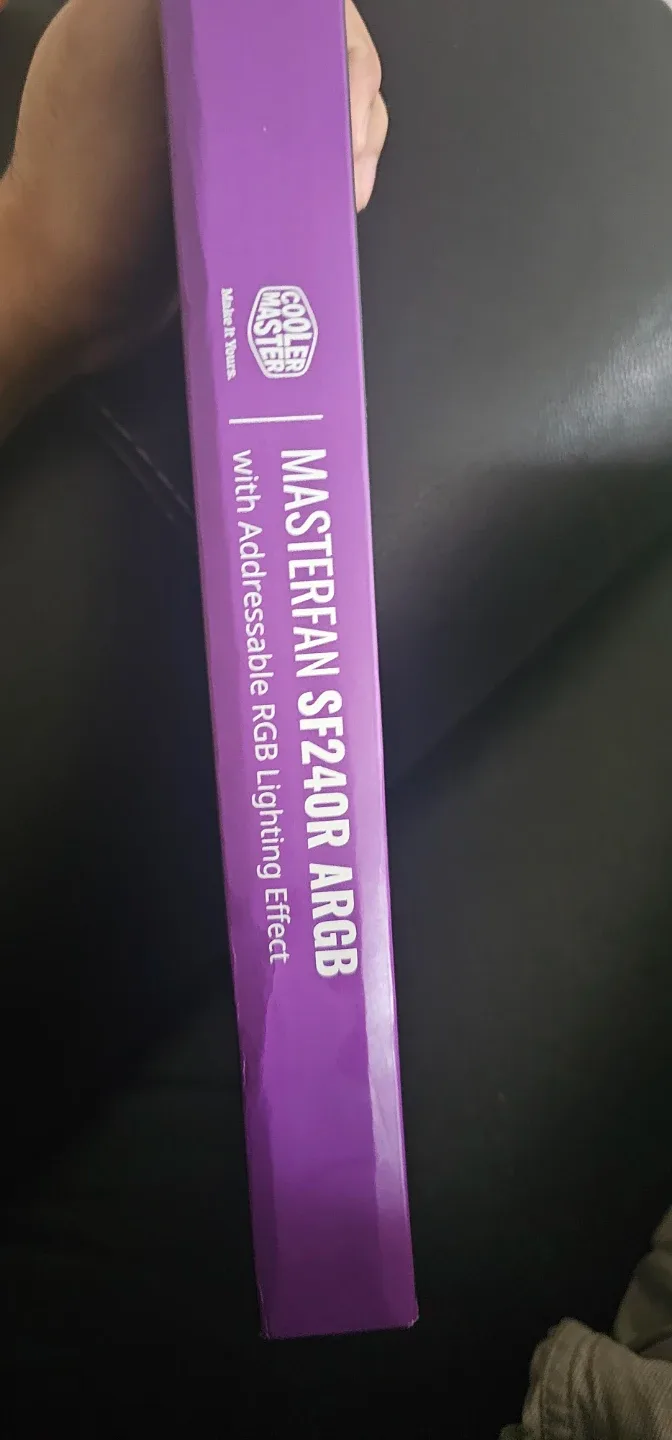 COOLER
MASTER
Make It Yours.
MASTERFAN SF240R ARGB
with Addressable RGB Lighting Effect